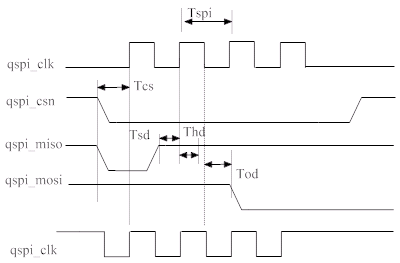 Tspi
qspi_clk
Tcs
qspi_csn
Tsd Thd
qspi_miso
Tod
qspi_mosi
qspi_clk